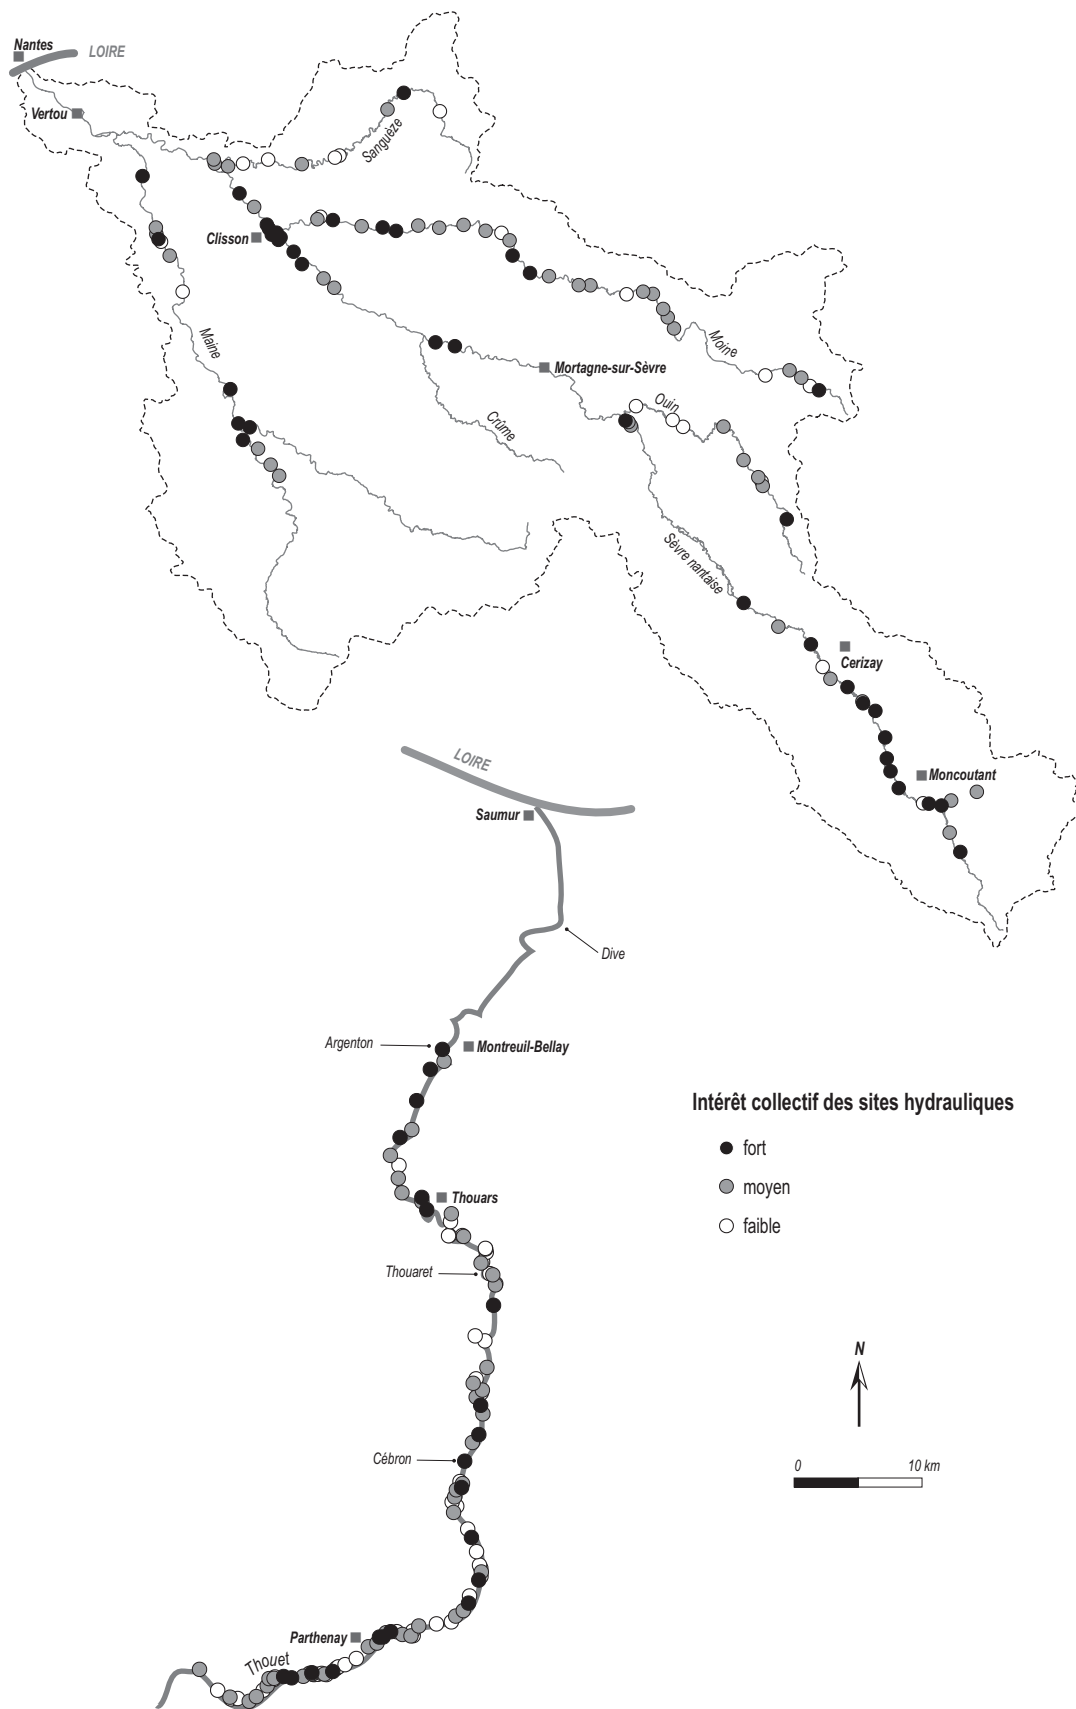 Nantes
LOIRE
Vertou
Sanguèze
Clisson
Maine
Moine
Mortagne-sur-Sèvre
Ouin
Crûme
Sèvre nantaise
Cerizay
Moncoutant
LOIRE
Saumur
Dive
Argenton
Montreuil-Bellay
Intérêt collectif des sites hydrauliques
fort
moyen
faible
Thouars
Thouaret
N
Cébron
0 10 km
Parthenay
Thouet